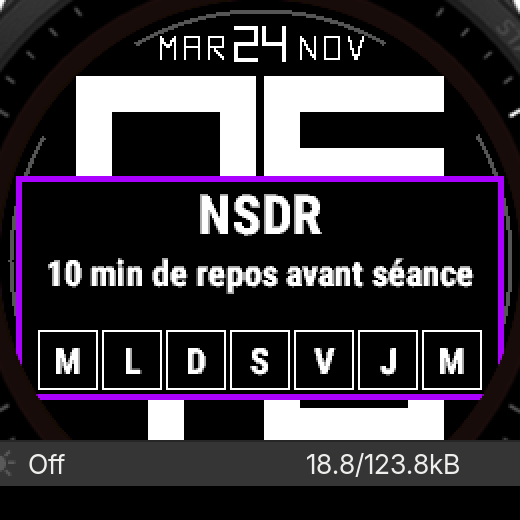 MAR 24 NOV
NSDR
10 min de repos avant séance
M L D S V J M
Off 18.8/123.8kB